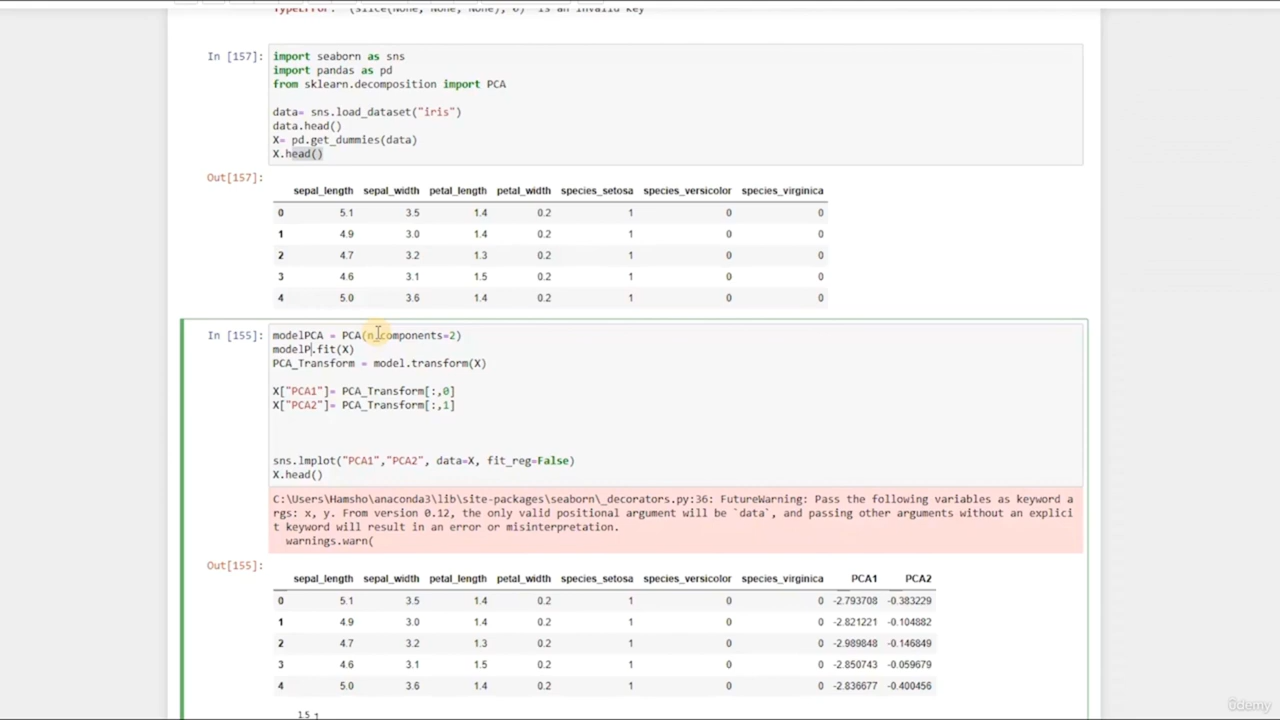 TypeError: '(slice(None, None, None), 0)' is an invalid key
In [157]:
import seaborn as sns
import pandas as pd
from sklearn.decomposition import PCA
data= sns.load_dataset("iris")
data.head()
X= pd.get_dummies(data)
X.head()
Out[157]:
sepal_length sepal_width petal_length petal_width species_setosa species_versicolor species_virginica
0 5.1 3.5 1.4 0.2 1 0 0
1 4.9 3.0 1.4 0.2 1 0 0
2 4.7 3.2 1.3 0.2 1 0 0
3 4.6 3.1 1.5 0.2 1 0 0
4 5.0 3.6 1.4 0.2 1 0 0
In [155]:
modelPCA = PCA(n_components=2)
modelP.fit(X)
PCA_Transform = model.transform(X)
X["PCA1"]= PCA_Transform[:,0]
X["PCA2"]= PCA_Transform[:,1]
sns.lmplot("PCA1","PCA2", data=X, fit_reg=False)
X.head()
C:\Users\Hamsho\anaconda3\lib\site-packages\seaborn\_decorators.py:36: FutureWarning: Pass the following variables as keyword a
rgs: x, y. From version 0.12, the only valid positional argument will be `data`, and passing other arguments without an explici
t keyword will result in an error or misinterpretation.
warnings.warn(
Out[155]:
sepal_length sepal_width petal_length petal_width species_setosa species_versicolor species_virginica PCA1 PCA2
0 5.1 3.5 1.4 0.2 1 0 0 -2.793708 -0.383229
1 4.9 3.0 1.4 0.2 1 0 0 -2.821221 -0.104882
2 4.7 3.2 1.3 0.2 1 0 0 -2.989848 -0.146849
3 4.6 3.1 1.5 0.2 1 0 0 -2.850743 -0.059679
4 5.0 3.6 1.4 0.2 1 0 0 -2.836677 -0.400456
15
ûdemy